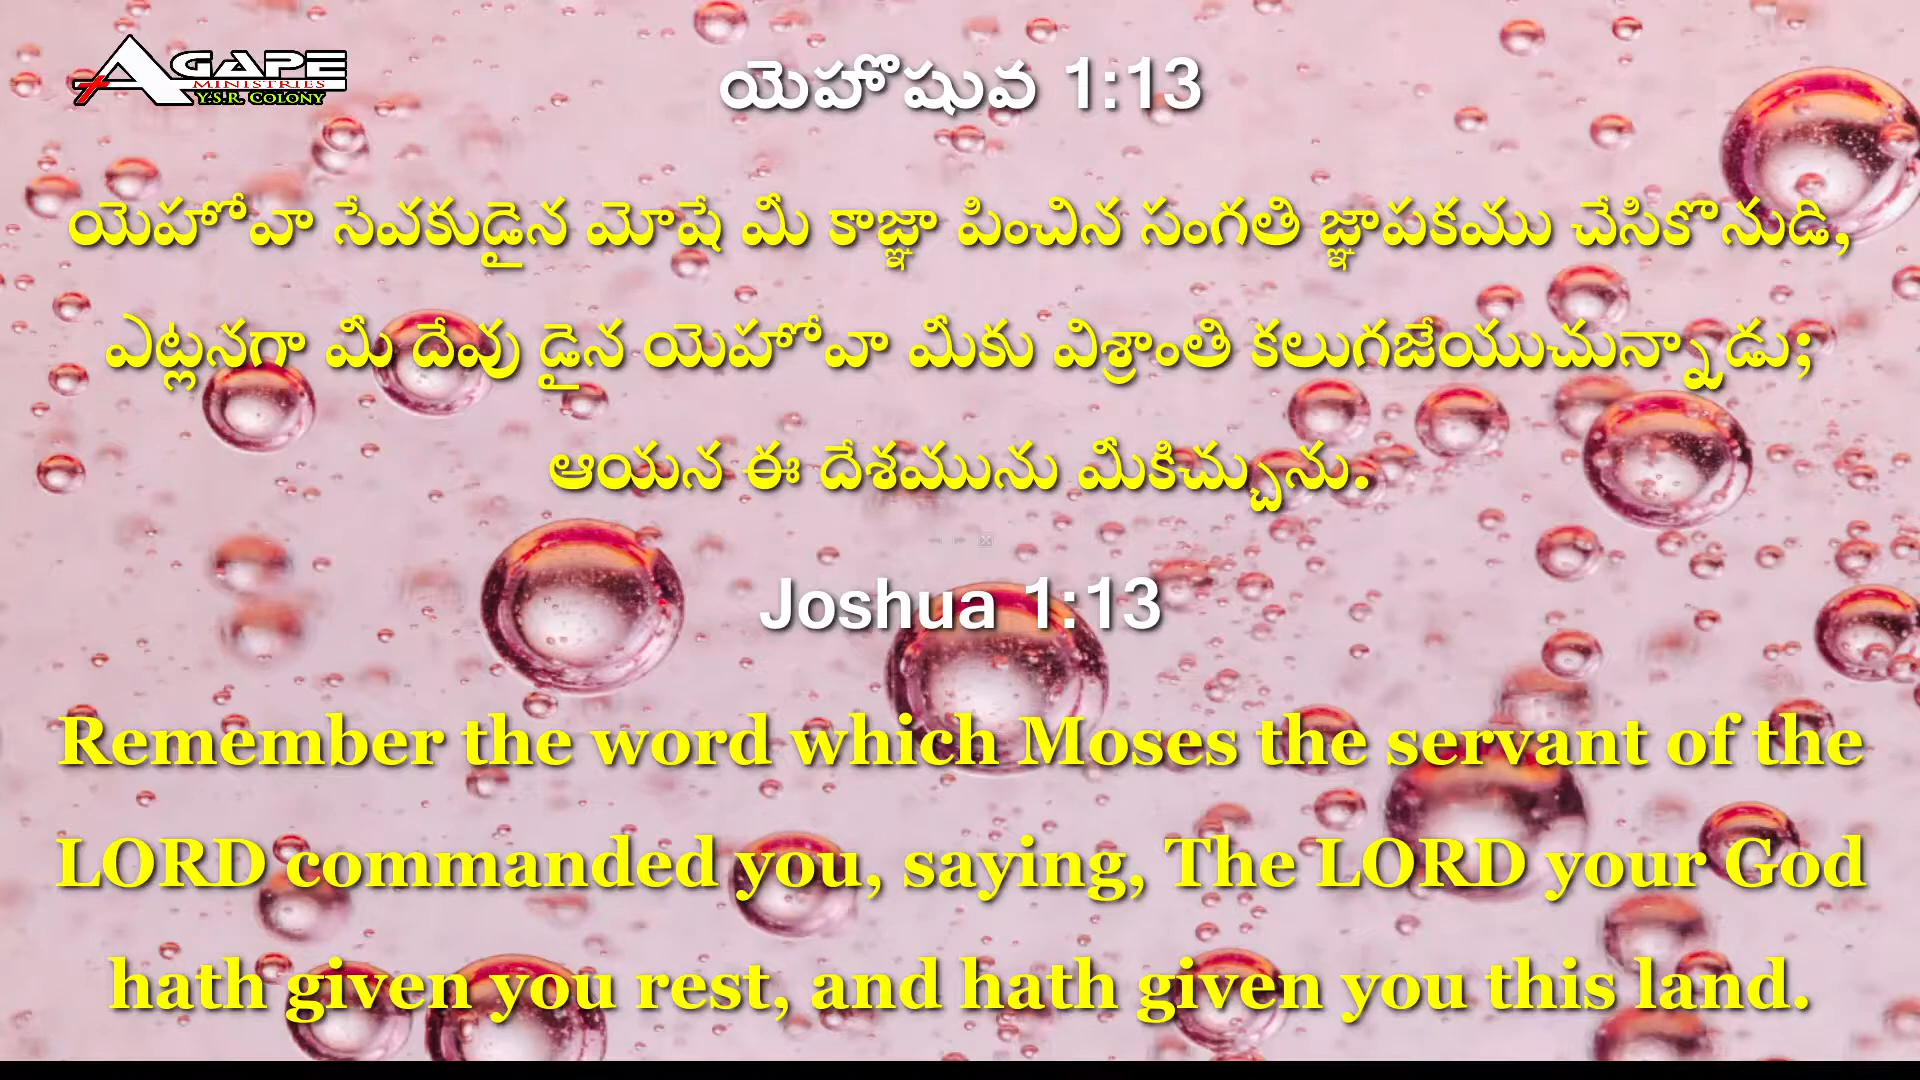 AGAPE
MINISTRIES
Y.S.R. COLONY
యెహొషువ 1:13
యెహోవా సేవకుడైన మోషే మీ కాజ్ఞా పించిన సంగతి జ్ఞాపకము చేసికొనుడి,
ఎట్లనగా మీ దేవు డైన యెహోవా మీకు విశ్రాంతి కలుగజేయుచున్నాడు;
ఆయన ఈ దేశమును మీకిచ్చును.
Joshua 1:13
Remember the word which Moses the servant of the
LORD commanded you, saying, The LORD your God
hath given you rest, and hath given you this land.